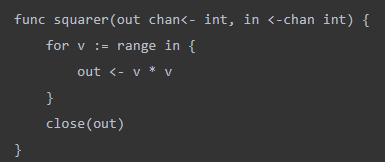 func squarer(out chan<- int, in <-chan int) {
    for v := range in {
        out <- v * v
    }
    close(out)
}